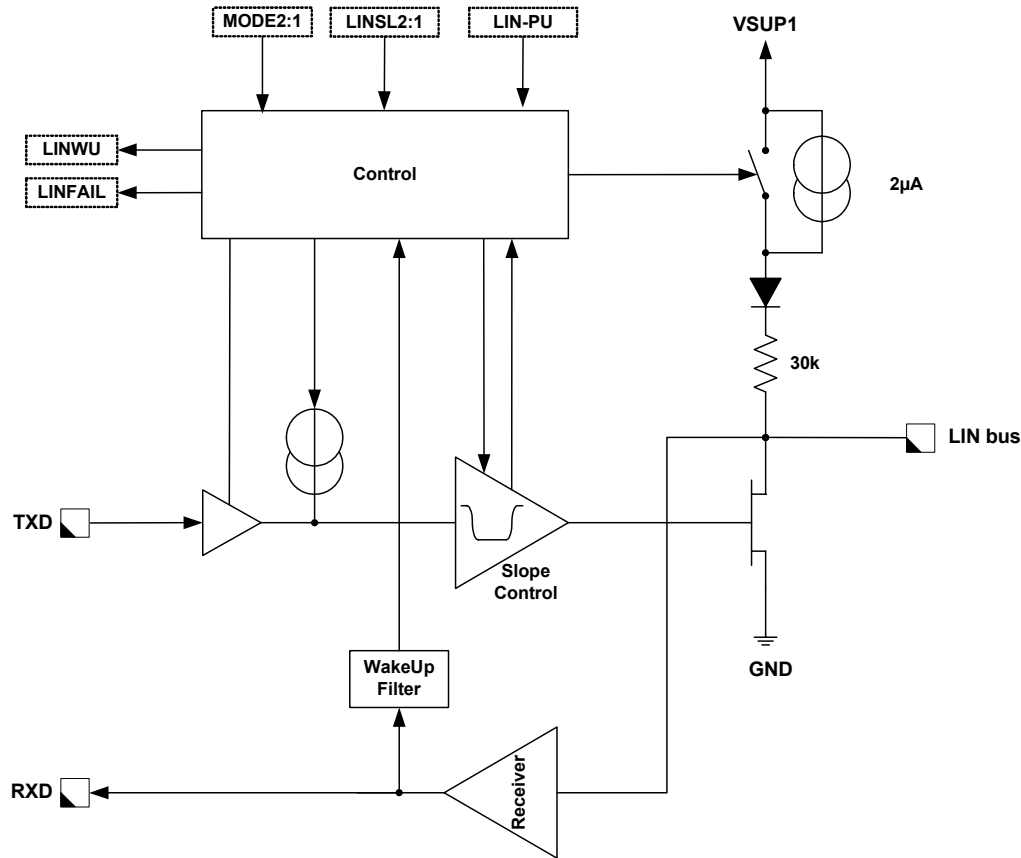 MODE2:1
LINSL2:1
LIN-PU
VSUP1
LINWU
LINFAIL
Control
2µA
30k
LIN bus
TXD
Slope
Control
GND
WakeUp
Filter
Receiver
RXD